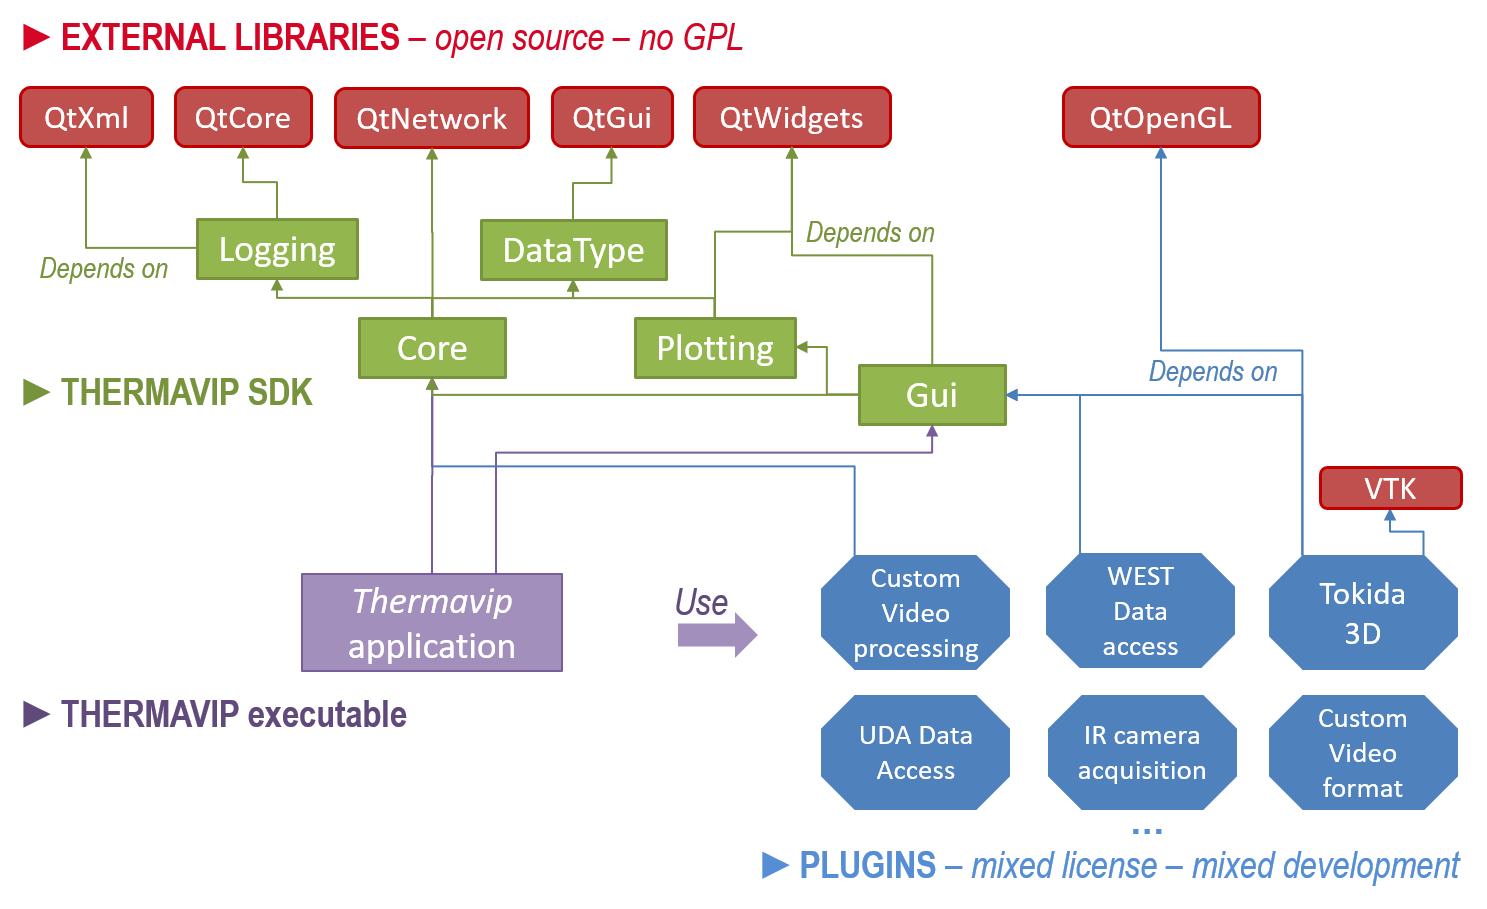 ► EXTERNAL LIBRARIES – open source – no GPL
QtXml
QtCore
QtNetwork
QtGui
QtWidgets
QtOpenGL
Logging
DataType
Depends on
Depends on
Core
Plotting
Depends on
► THERMAVIP SDK
Gui
VTK
Thermavip
application
Use
Custom
Video
processing
WEST
Data
access
Tokida
3D
► THERMAVIP executable
UDA Data
Access
IR camera
acquisition
Custom
Video
format
...
► PLUGINS – mixed license – mixed development